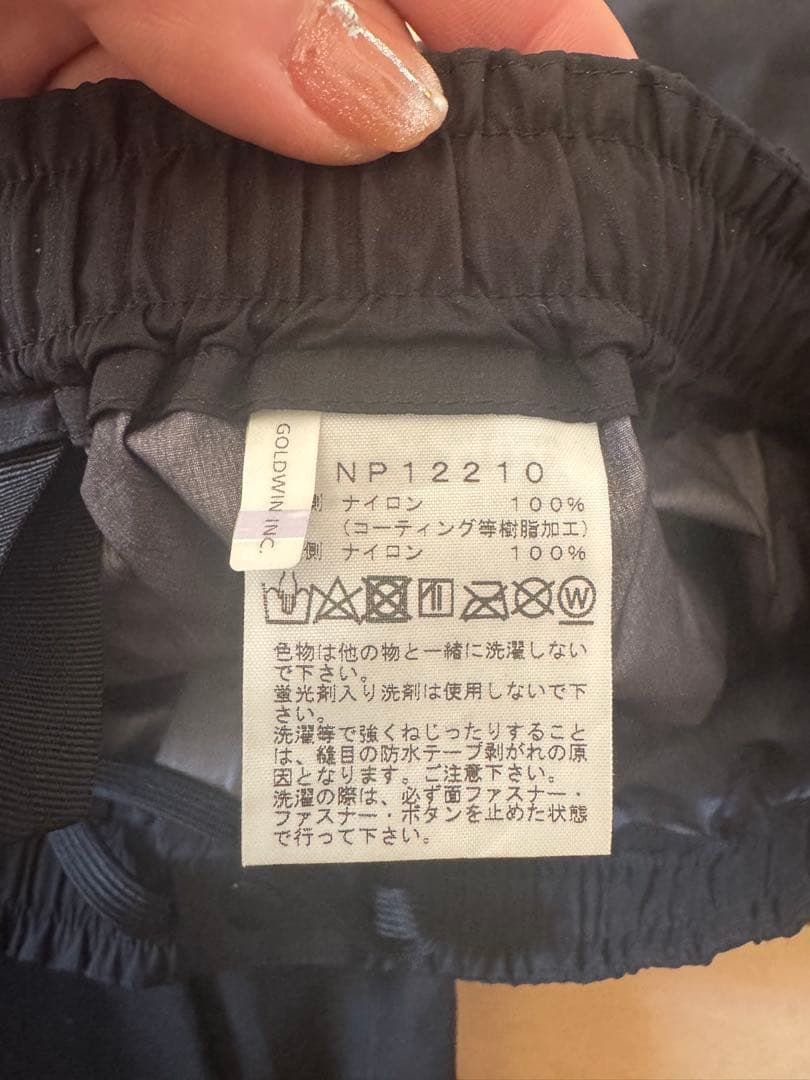 GOLDWIN INC.
NP12210
側 ナイロン 100%
(コーティング等樹脂加工)
側 ナイロン 100%
W
色物は他の物と一緒に洗濯しない
で下さい。
蛍光剤入り洗剤は使用しないで下
さい。
洗濯等で強くねじったりすること
は、縫目の防水テープ剥がれの原
因となります。ご注意下さい。
洗濯の際は、必ず面ファスナー・
ファスナー・ボタンを止めた状態
で行って下さい。